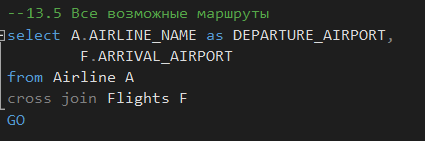 --13.5 Все возможные маршруты
select A.AIRLINE_NAME as DEPARTURE_AIRPORT,
F.ARRIVAL_AIRPORT
from Airline A
cross join Flights F
GO